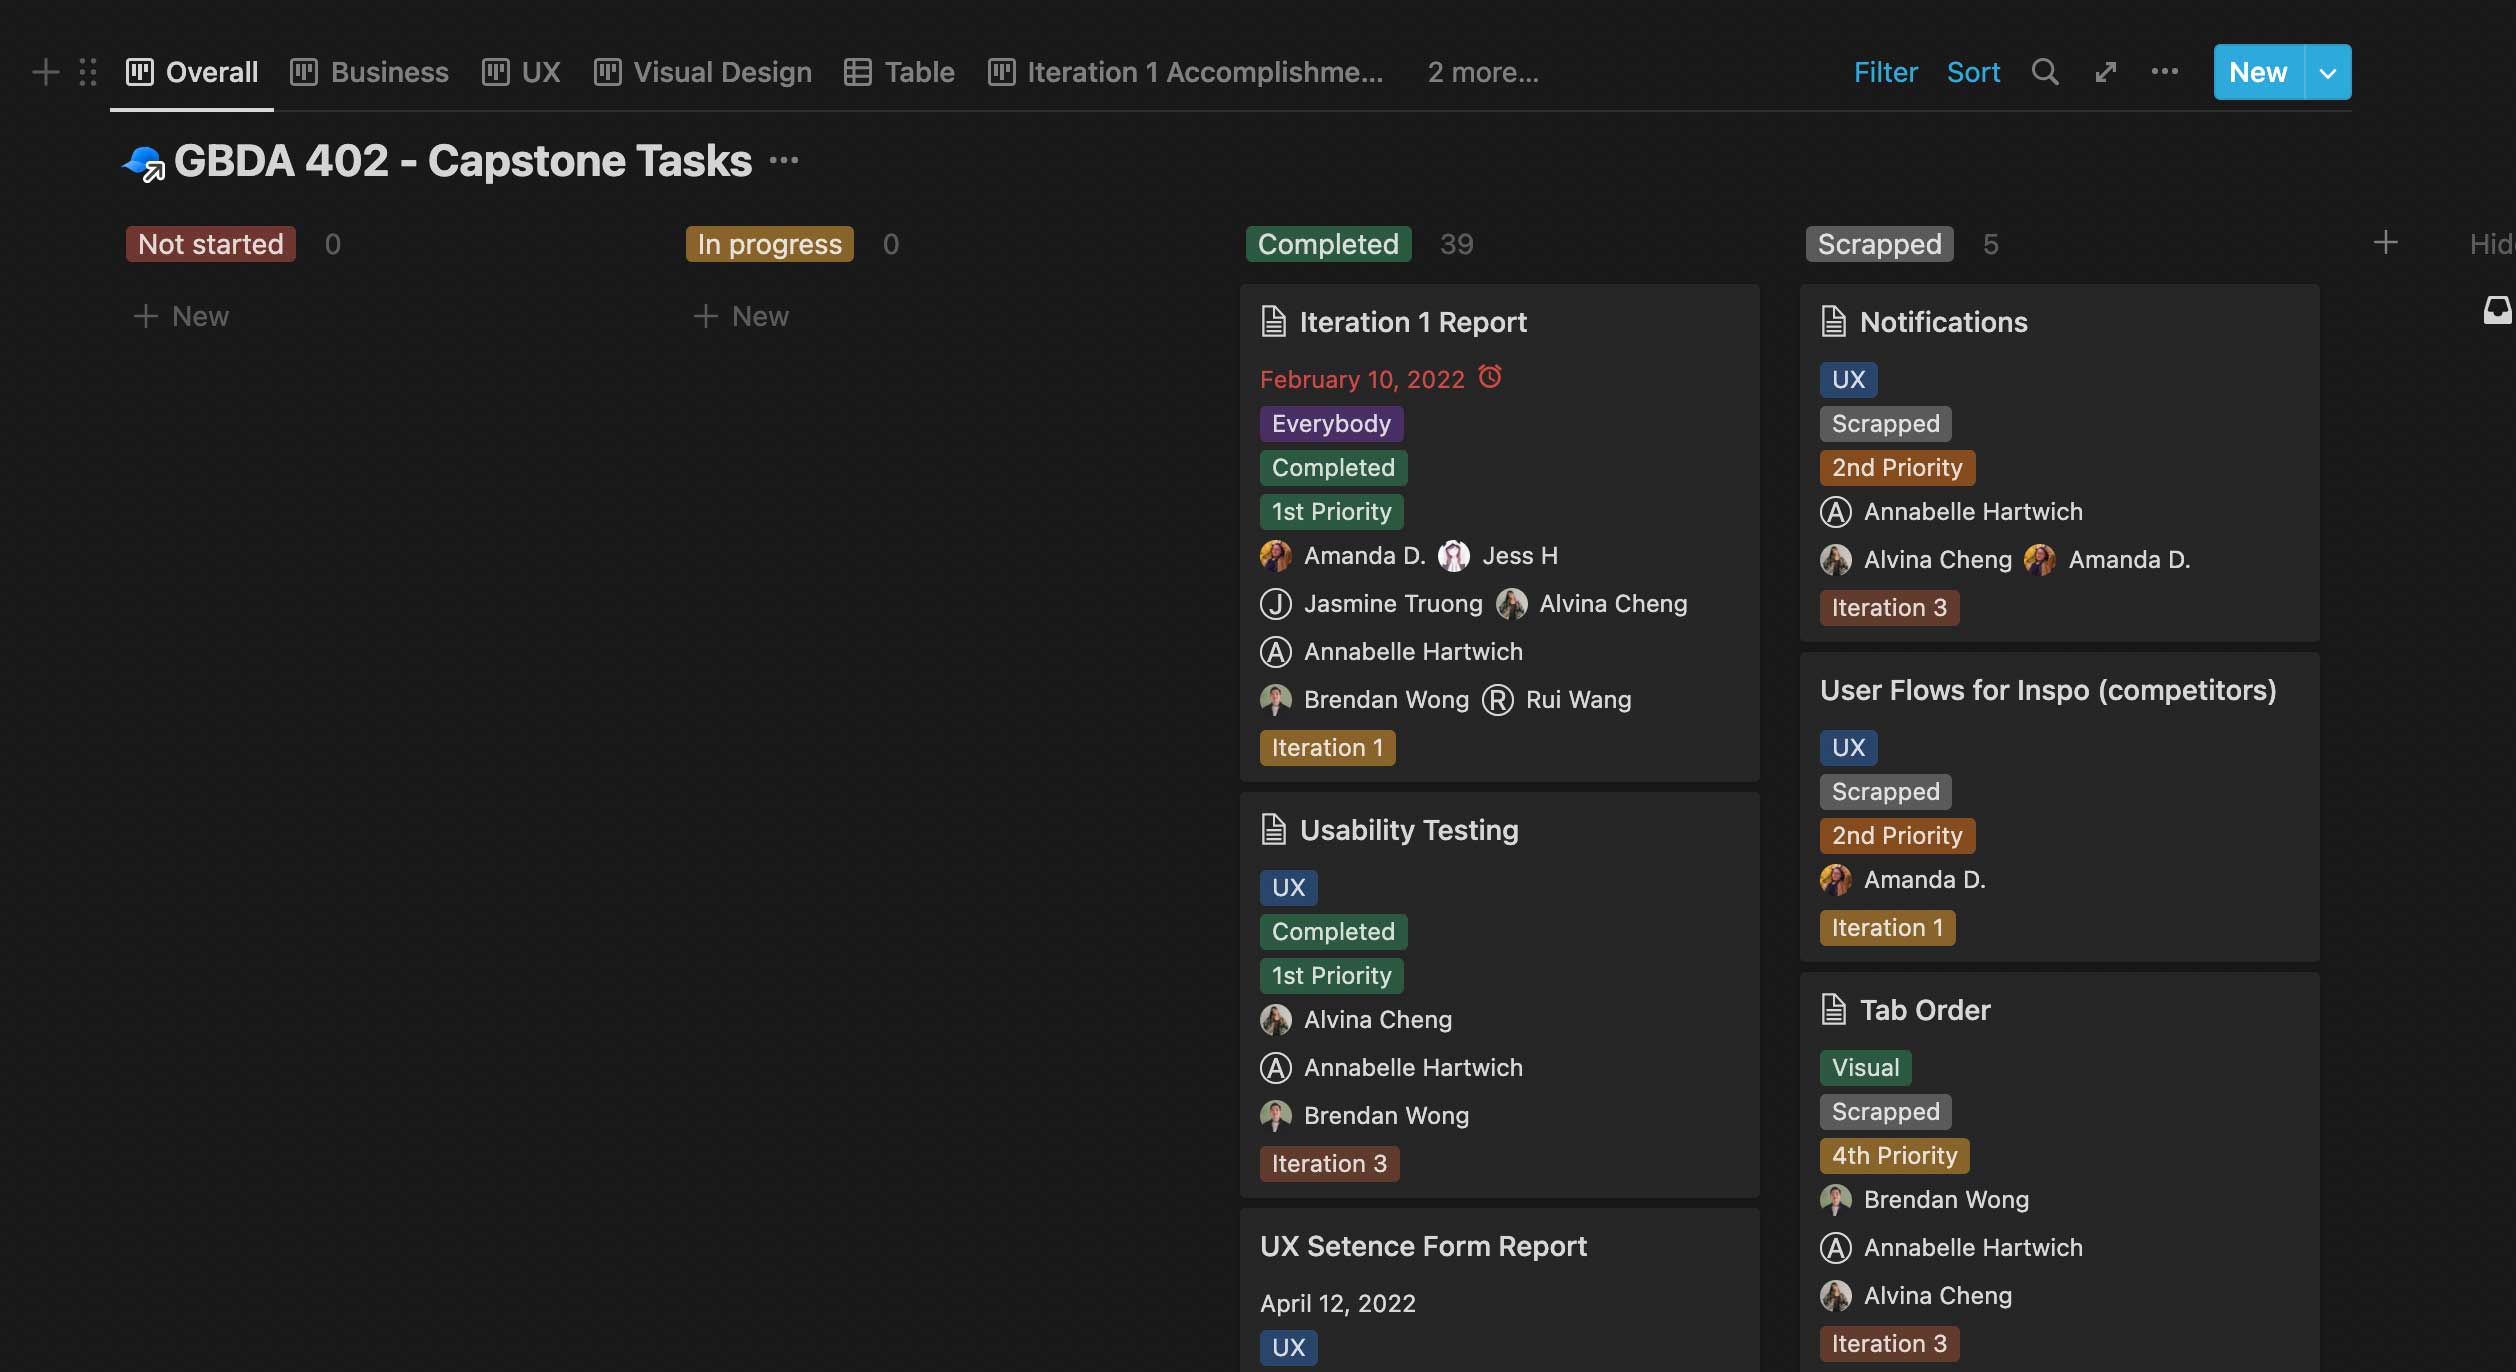 Overall Business UX Visual Design Table Iteration 1 Accomplishme... 2 more... Filter Sort New
GBDA 402 - Capstone Tasks
Not started 0
+ New
In progress 0
+ New
Completed 39
Iteration 1 Report
February 10, 2022
Everybody
Completed
1st Priority
Amanda D. Jess H
J Jasmine Truong Alvina Cheng
A Annabelle Hartwich
Brendan Wong R Rui Wang
Iteration 1
Usability Testing
UX
Completed
1st Priority
Alvina Cheng
A Annabelle Hartwich
Brendan Wong
Iteration 3
UX Setence Form Report
April 12, 2022
UX
Scrapped 5
Notifications
UX
Scrapped
2nd Priority
A Annabelle Hartwich
Alvina Cheng Amanda D.
Iteration 3
User Flows for Inspo (competitors)
UX
Scrapped
2nd Priority
Amanda D.
Iteration 1
Tab Order
Visual
Scrapped
4th Priority
Brendan Wong
A Annabelle Hartwich
Alvina Cheng
Iteration 3
Hid